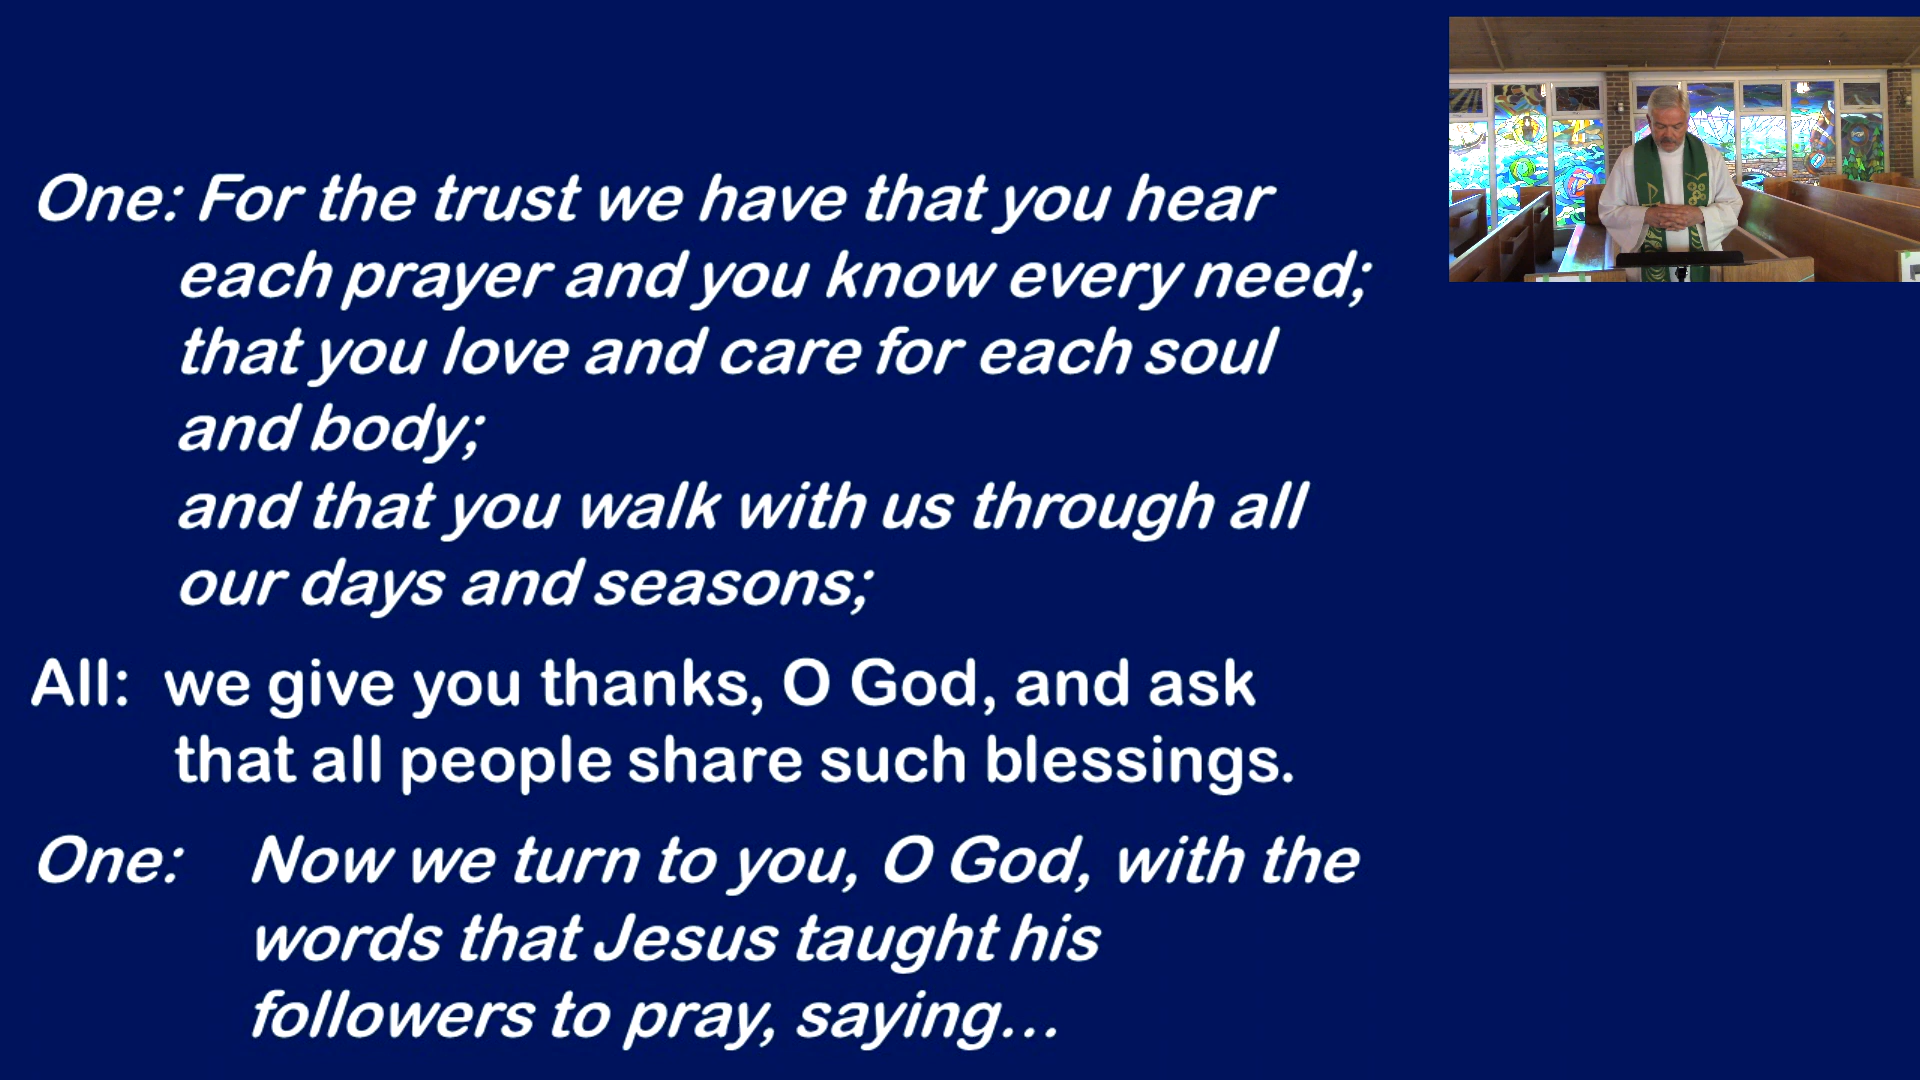 One: For the trust we have that you hear
each prayer and you know every need;
that you love and care for each soul
and body;
and that you walk with us through all
our days and seasons;
All: we give you thanks, O God, and ask
that all people share such blessings.
One: Now we turn to you, O God, with the
words that Jesus taught his
followers to pray, saying...